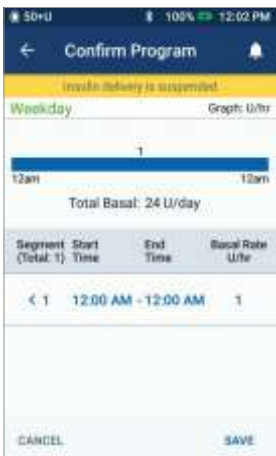 50+U 100% 12:02 PM
Confirm Program
Insulin delivery is suspended
Weekday Graph: U/hr
1
12am 12am
Total Basal: 24 U/day
Segment Start End Basal Rate
(Total: 1) Time Time U/hr
< 1 12:00 AM - 12:00 AM 1
CANCEL SAVE